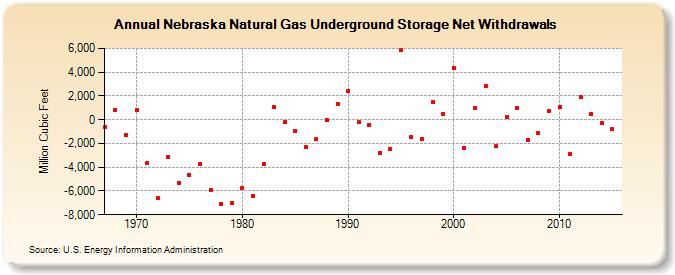 Annual Nebraska Natural Gas Underground Storage Net Withdrawals
Million Cubic Feet
6,000
4,000
2,000
0
-2,000
-4,000
-6,000
-8,000
1970 1980 1990 2000 2010
Source: U.S. Energy Information Administration